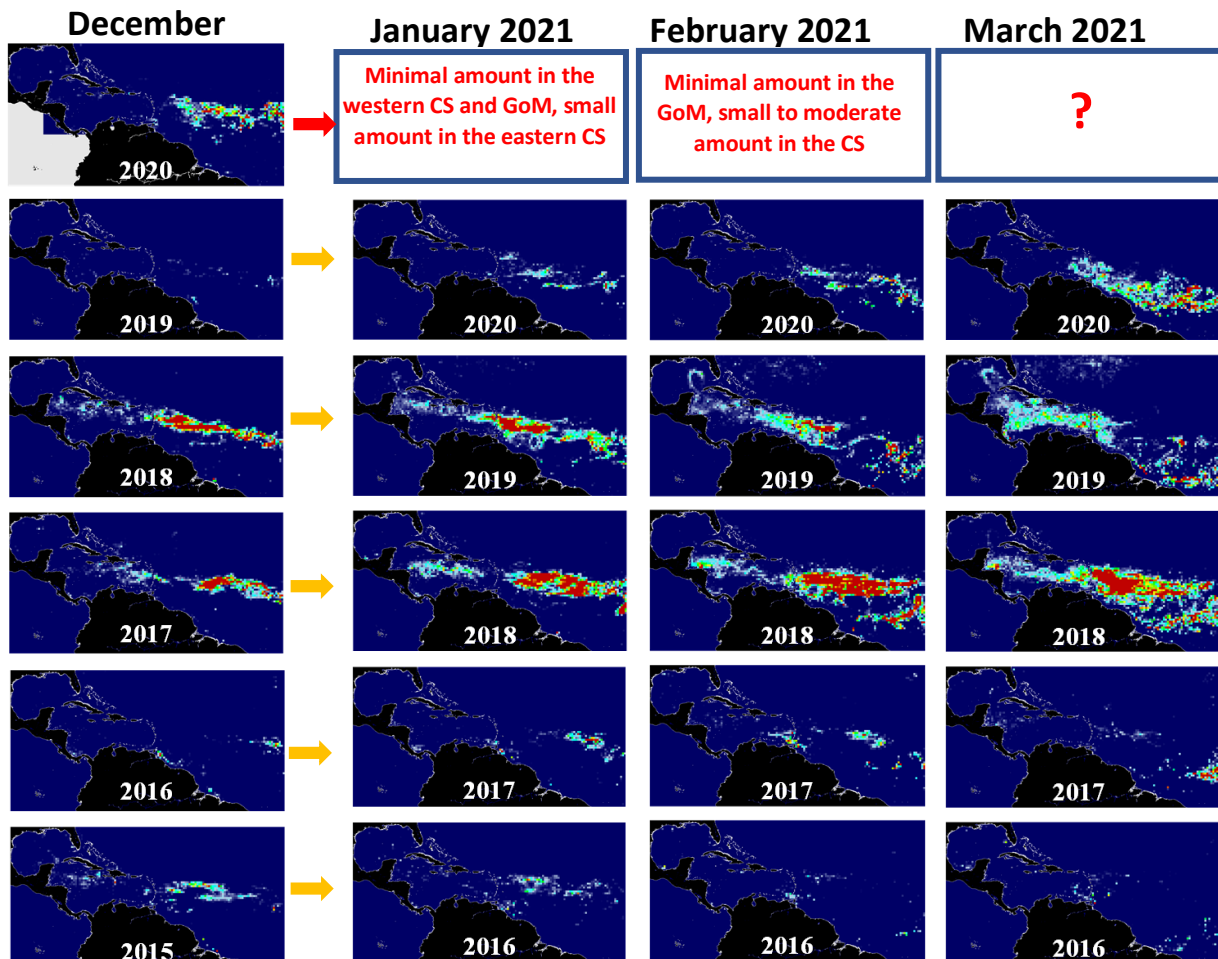 December
January 2021
February 2021
March 2021
Minimal amount in the
western CS and GoM, small
amount in the eastern CS
Minimal amount in the
GoM, small to moderate
amount in the CS
?
2020
2019
2020
2020
2020
2018
2019
2019
2019
2017
2018
2018
2018
2016
2017
2017
2017
2015
2016
2016
2016